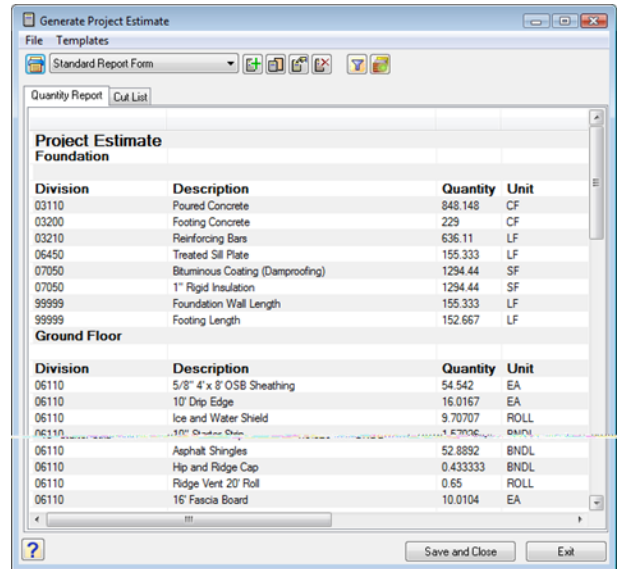 Generate Project Estimate
File Templates
Standard Report Form
Quantity Report Cut List
Project Estimate
Foundation
Division Description Quantity Unit
03110 Poured Concrete 848.148 CF
03200 Footing Concrete 229 CF
03210 Reinforcing Bars 636.11 LF
06450 Treated Sill Plate 155.333 LF
07050 Bituminous Coating (Damproofing) 1294.44 SF
07050 1" Rigid Insulation 1294.44 SF
99999 Foundation Wall Length 155.333 LF
99999 Footing Length 152.667 LF
Ground Floor
Division Description Quantity Unit
06110 5/8" 4' x 8' OSB Sheathing 54.542 EA
06110 10' Drip Edge 16.0167 EA
06110 Ice and Water Shield 9.70707 ROLL
06110 Starter Strip BNDL
06110 Asphalt Shingles 52.8892 BNDL
06110 Hip and Ridge Cap 0.433333 BNDL
06110 Ridge Vent 20' Roll 0.65 ROLL
06110 16' Fascia Board 10.0104 EA
? Save and Close Exit